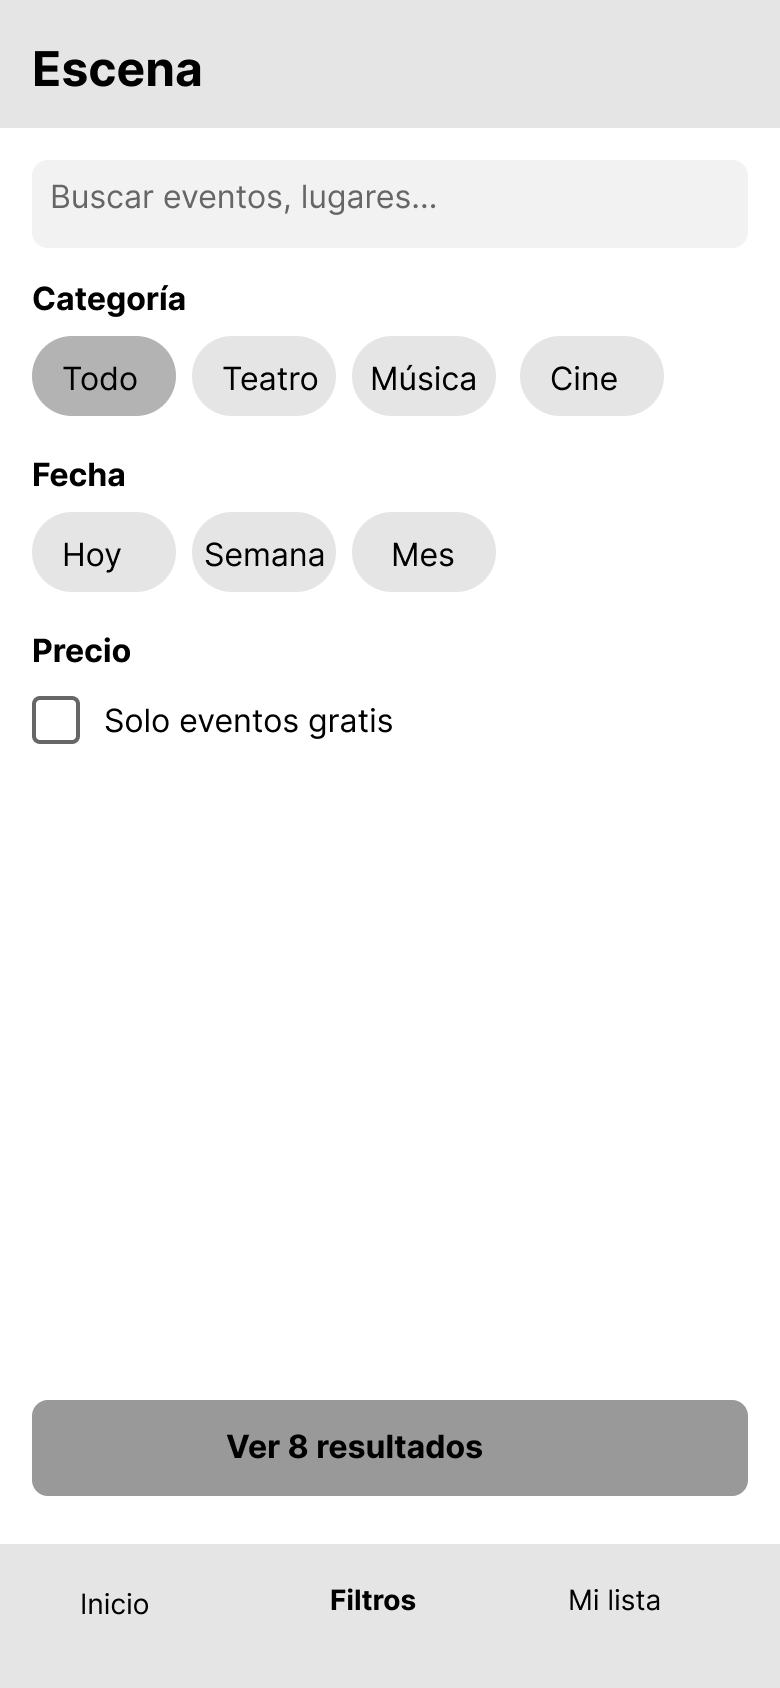 Escena
Buscar eventos, lugares...
Categoría
Todo Teatro Música Cine
Fecha
Hoy Semana Mes
Precio
Solo eventos gratis
Ver 8 resultados
Inicio Filtros Mi lista